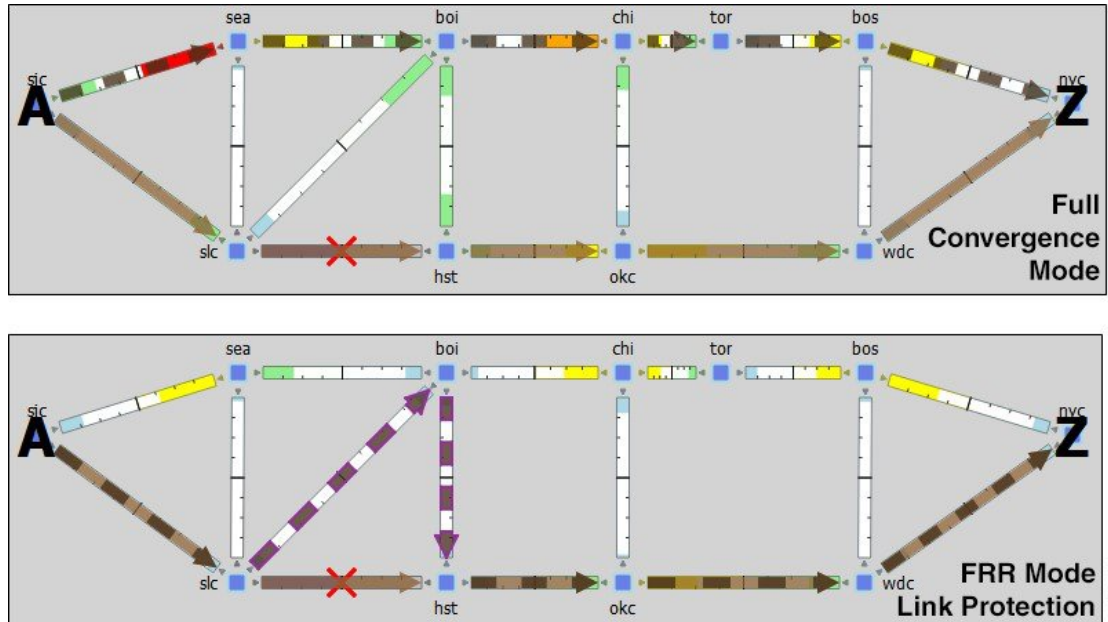 sea boi chi tor bos
sjc nyc
A Z
slc hst okc wdc
Full
Convergence
Mode
sea boi chi tor bos
sjc nyc
A Z
slc hst okc wdc
FRR Mode
Link Protection